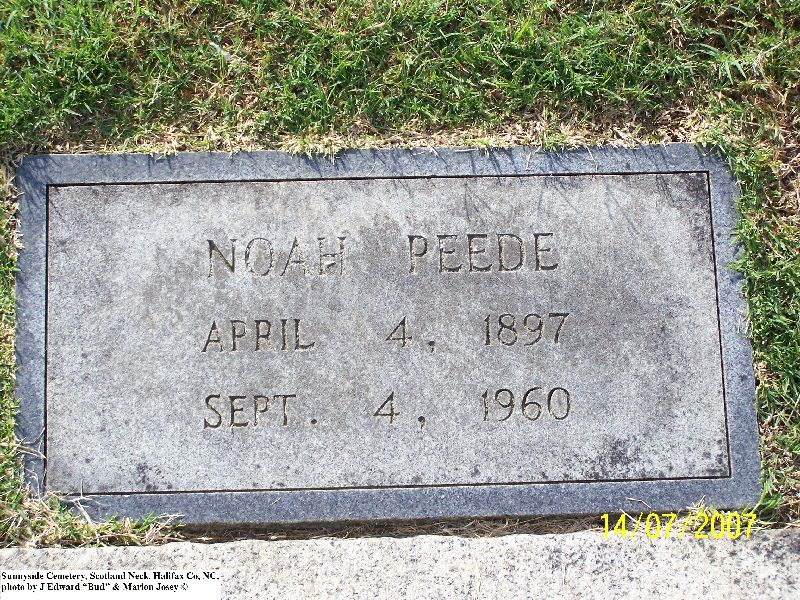 NOAH PEEDE
APRIL 4, 1897
SEPT. 4, 1960
14/07/2007
Sunnyside Cemetery, Scotland Neck, Halifax Co, NC,
photo by J Edward "Bud" & Marion Josey ©